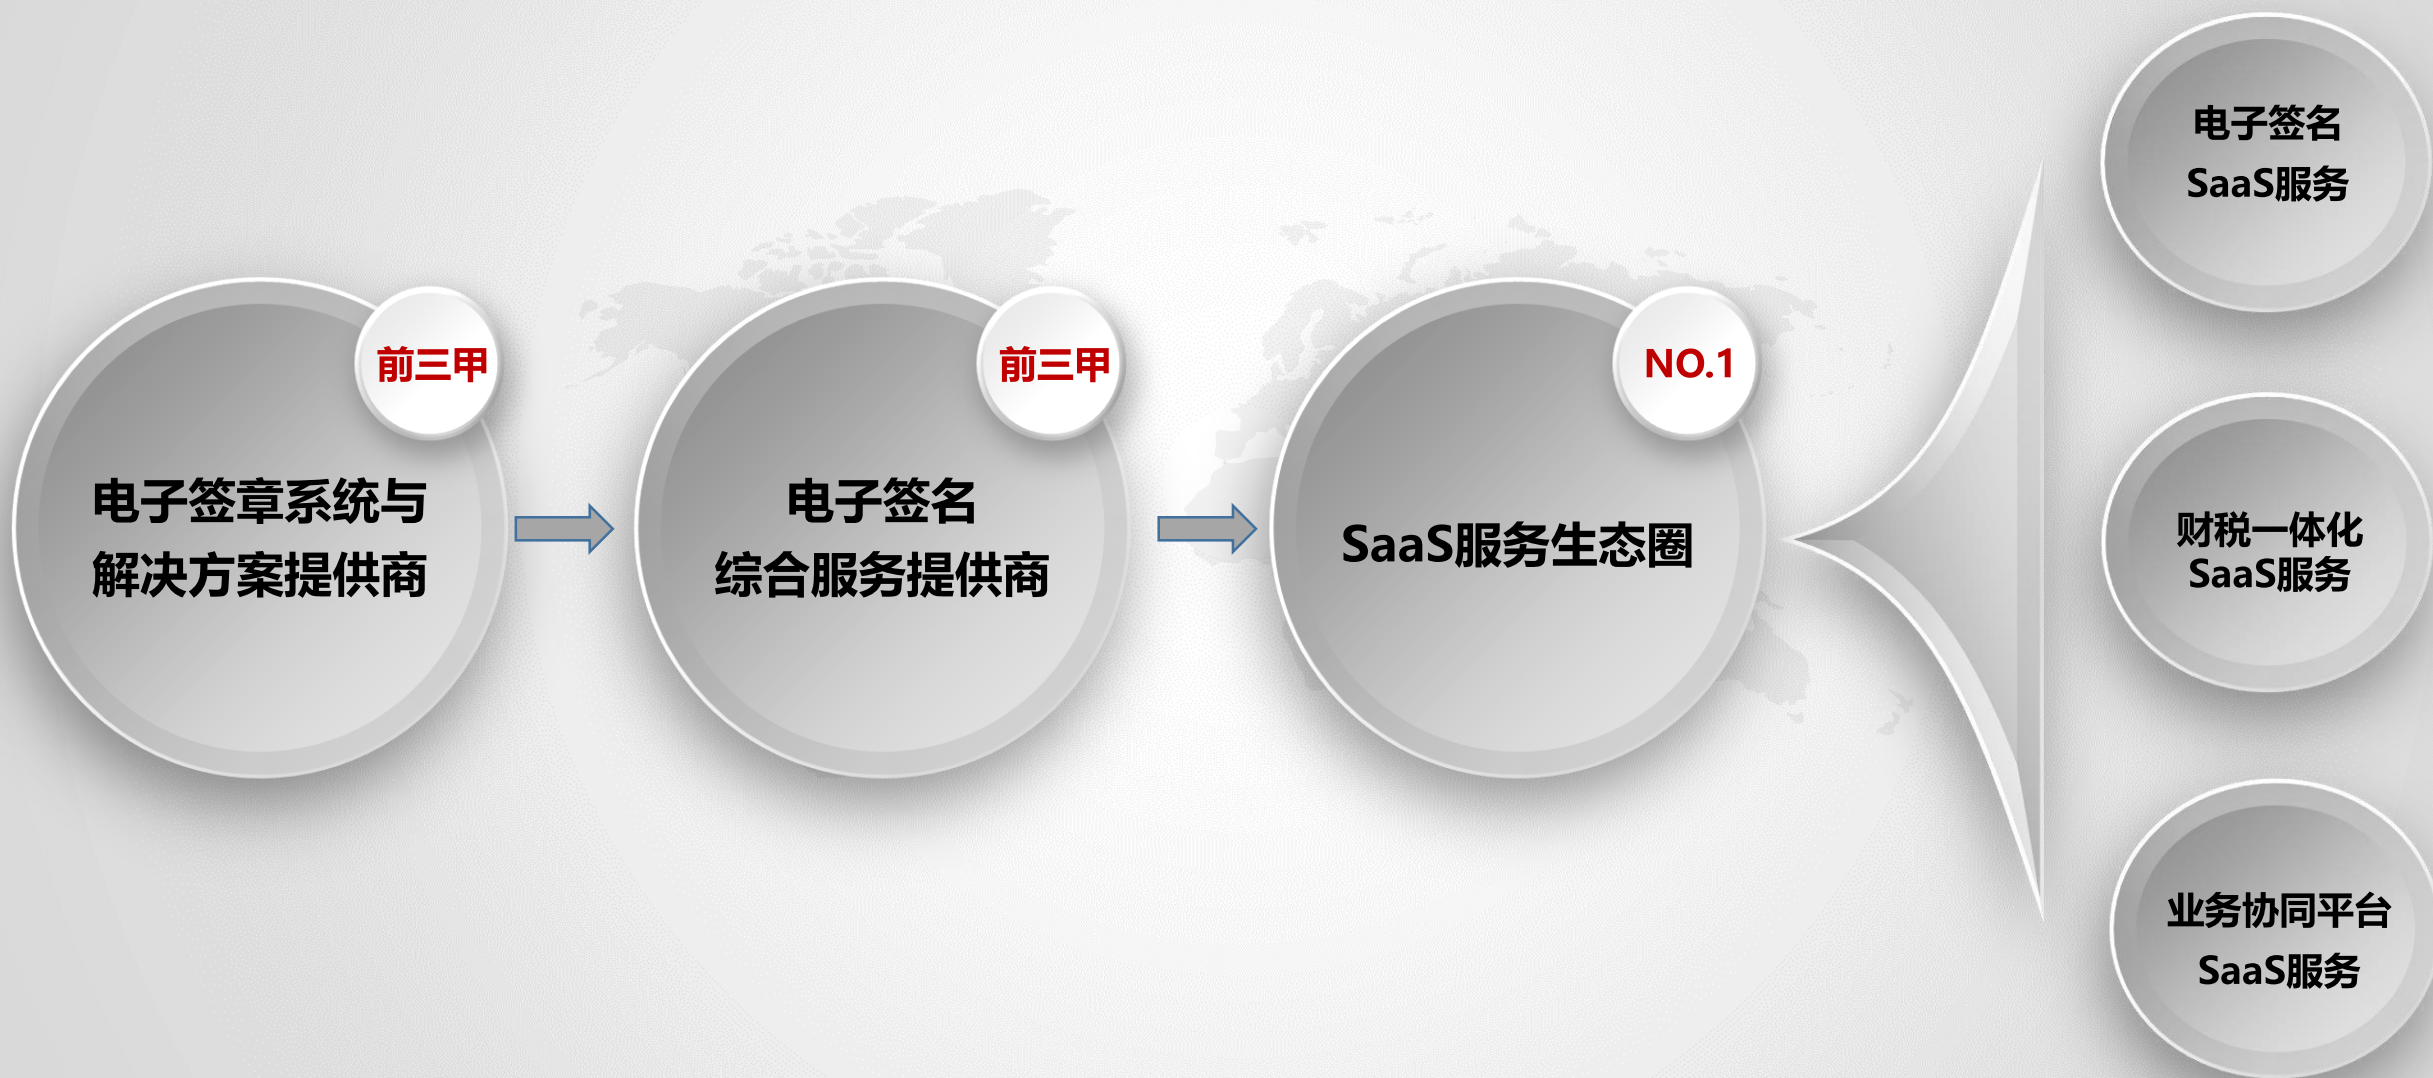 前三甲
电子签章系统与
解决方案提供商
前三甲
电子签名
综合服务提供商
NO.1
SaaS服务生态圈
电子签名
SaaS服务
财税一体化
SaaS服务
业务协同平台
SaaS服务